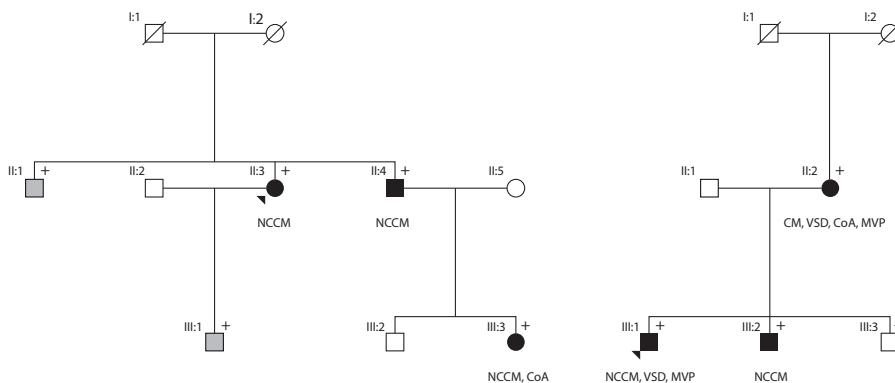 I:1 I:2 I:1 I:2
II:1 + II:2 II:3 + II:4 + II:5 II:1 II:2 +
NCCM NCCM CM, VSD, CoA, MVP
III:1 + III:2 III:3 + III:1 + III:2 + III:3 +
NCCM, CoA NCCM, VSD, MVP NCCM